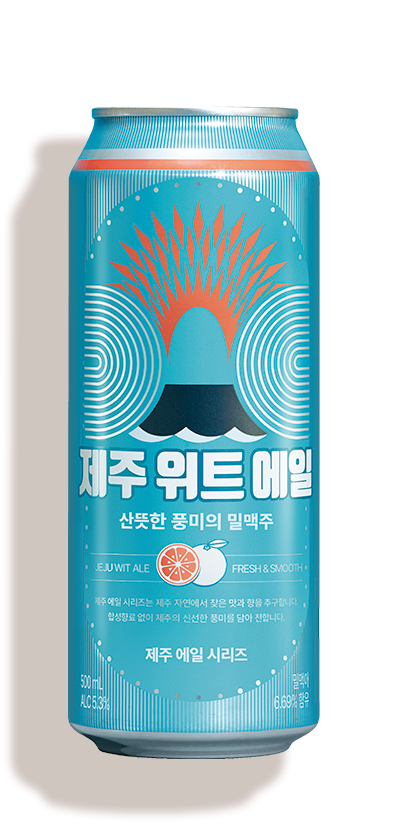 제주 위트 에일
산뜻한 풍미의 밀맥주
JEJU WIT ALE FRESH & SMOOTH
제주 에일 시리즈는 제주 자연에서 찾은 맛과 향을 추구합니다.
합성향료 없이 제주의 신선한 풍미를 담아 전합니다.
제주 에일 시리즈
500 mL 밀맥아
ALC 5.3% 6.69% 함유